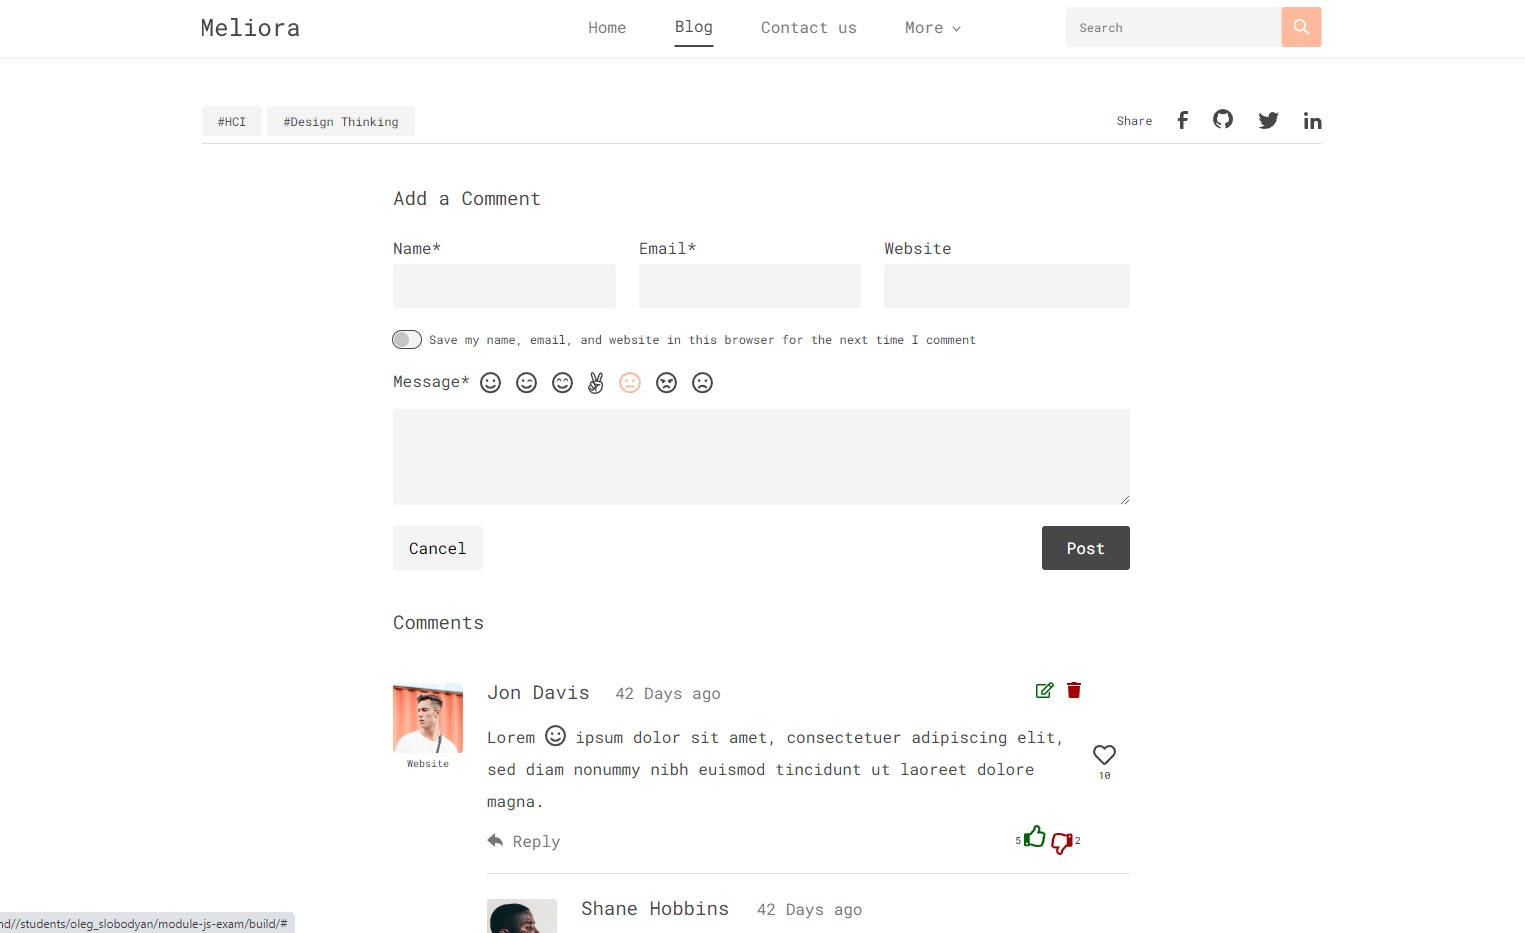 Meliora
Home
Blog
Contact us
More
Search
#HCI
#Design Thinking
Share
Add a Comment
Name*
Email*
Website
Save my name, email, and website in this browser for the next time I comment
Message*
Cancel
Post
Comments
Jon Davis
42 Days ago
Lorem ipsum dolor sit amet, consectetuer adipiscing elit,
sed diam nonummy nibh euismod tincidunt ut laoreet dolore
magna.
Website
10
Reply
5
2
Shane Hobbins
42 Days ago
nd//students/oleg_slobodyan/module-js-exam/build/#